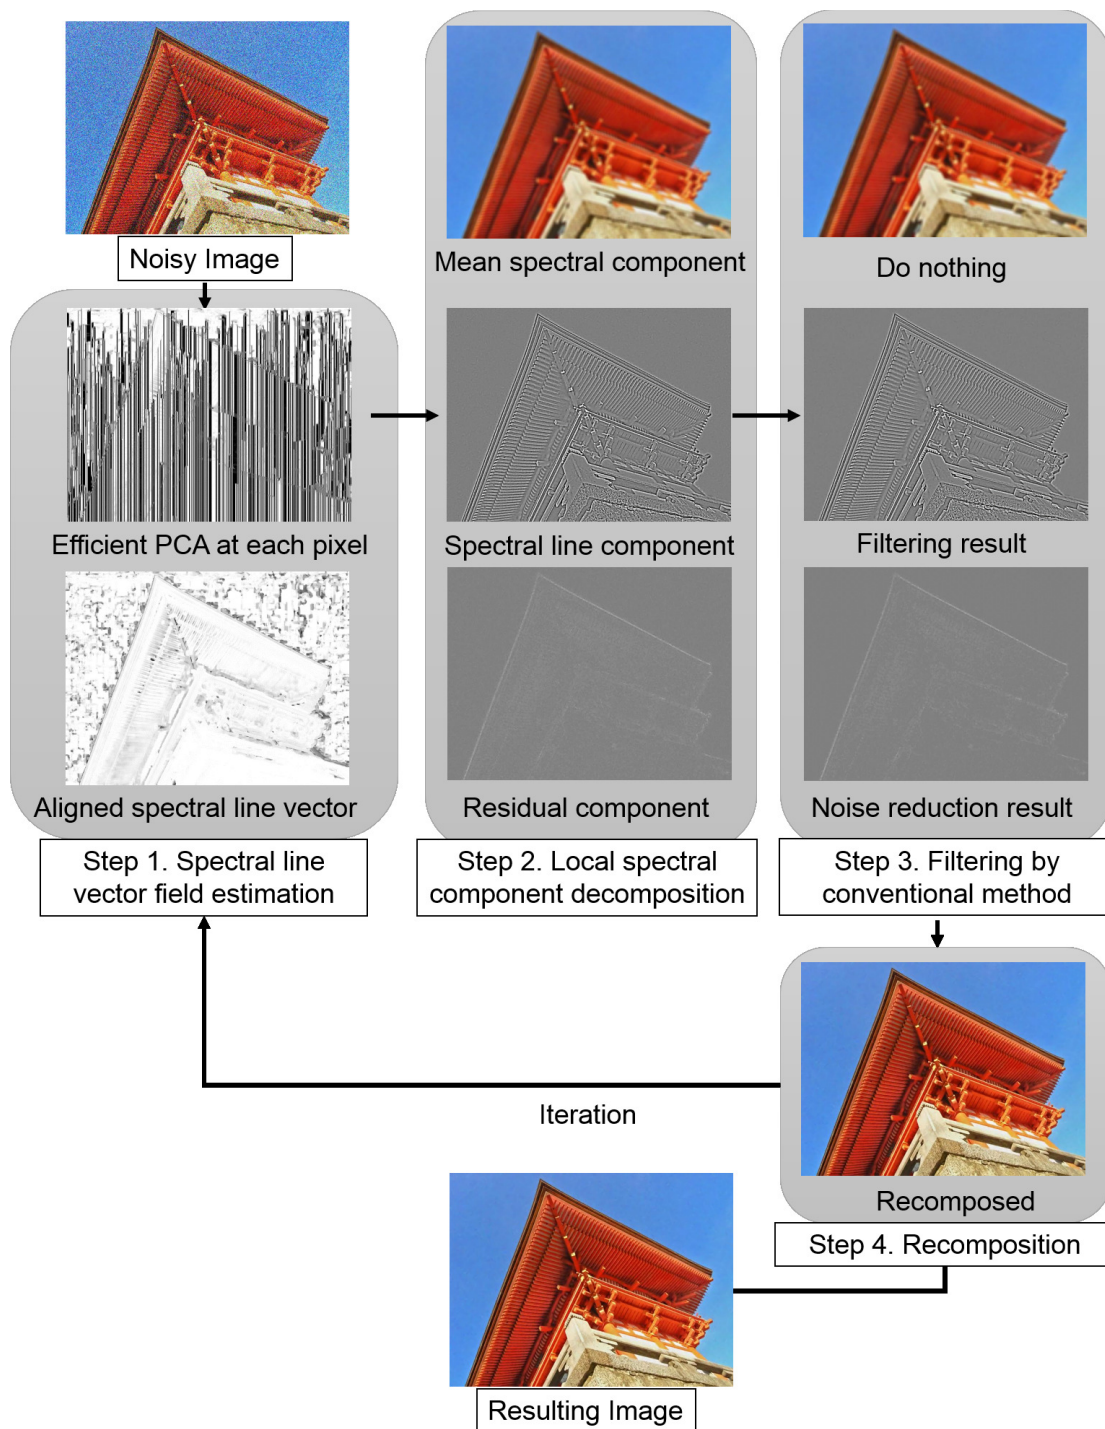 Noisy Image
Efficient PCA at each pixel
Aligned spectral line vector
Step 1. Spectral line
vector field estimation
Mean spectral component
Spectral line component
Residual component
Step 2. Local spectral
component decomposition
Do nothing
Filtering result
Noise reduction result
Step 3. Filtering by
conventional method
Recomposed
Step 4. Recomposition
Iteration
Resulting Image